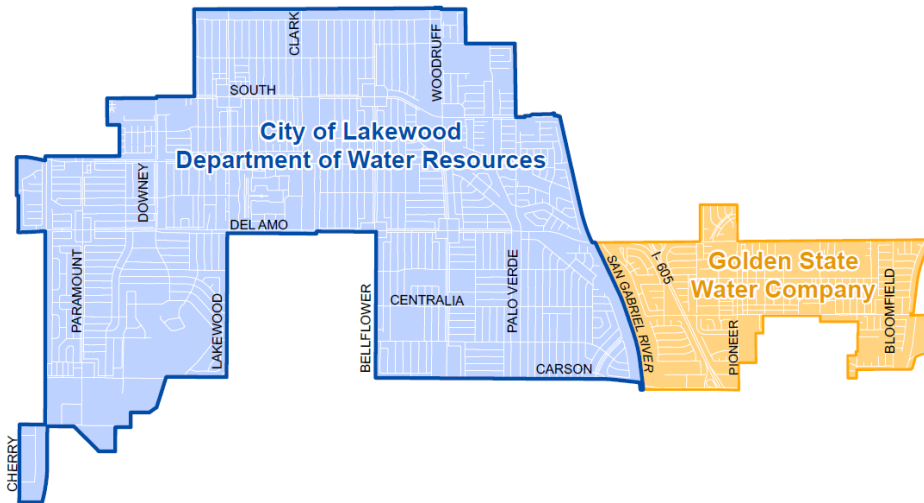 CLARK
WOODRUFF
SOUTH
City of Lakewood
Department of Water Resources
DOWNEY
DEL AMO
PARAMOUNT
LAKEWOOD
BELLFLOWER
CENTRALIA
PALO VERDE
CARSON
CHERRY
SAN GABRIEL RIVER
I- 605
Golden State
Water Company
PIONEER
BLOOMFIELD